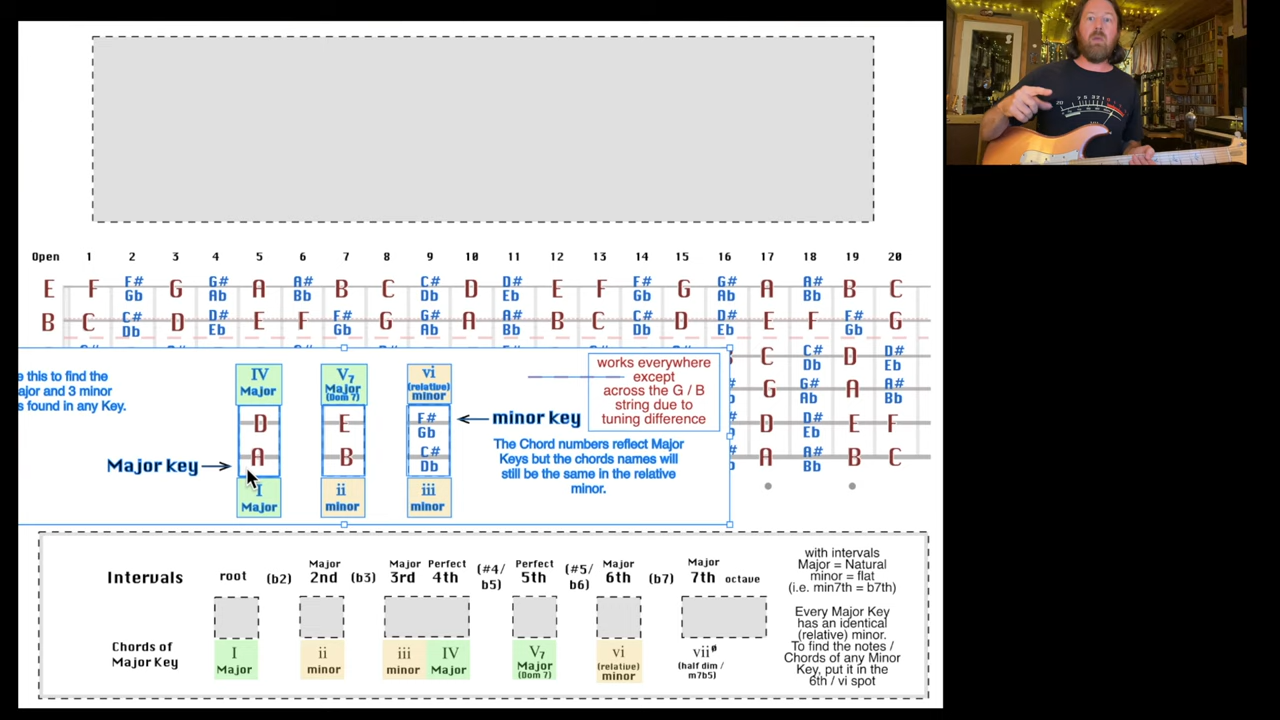 Open 1 2 3 4 5 6 7 8 9 10 11 12 13 14 15 16 17 18 19 20
E F F# Gb G G# Ab A A# Bb B C C# Db D D# Eb E F F# Gb G G# Ab A A# Bb B C
B C C# Db D D# Eb E F F# Gb G G# Ab A A# Bb B C C# Db D D# Eb E F F# Gb G
C C# Db D D# Eb
G G# Ab A A# Bb
D D# Eb E F
A A# Bb B C
e this to find the
ajor and 3 minor
s found in any Key.
IV Major
V7 Major (Dom 7)
vi (relative) minor
D E F# Gb
A B C# Db
I Major
ii minor
iii minor
Major key
minor key
works everywhere
except
across the G / B
string due to
tuning difference
The Chord numbers reflect Major
Keys but the chords names will
still be the same in the relative
minor.
Intervals root (b2) Major 2nd (b3) Major 3rd Perfect 4th (#4/ b5) Perfect 5th (#5/ b6) Major 6th (b7) Major 7th octave
Chords of
Major Key
I Major
ii minor
iii minor
IV Major
V7 Major (Dom 7)
vi (relative) minor
viiø (half dim / m7b5)
with intervals
Major = Natural
minor = flat
(i.e. min7th = b7th)
Every Major Key
has an identical
(relative) minor.
To find the notes /
Chords of any Minor
Key, put it in the
6th / vi spot